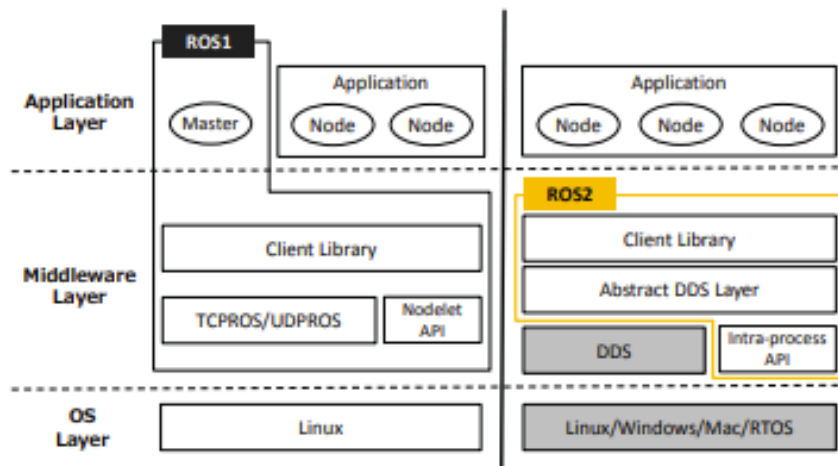 ROS1
Application
Layer
Master
Application
Node
Node
Application
Node
Node
Node
Middleware
Layer
Client Library
TCPROS/UDPROS
Nodelet
API
ROS2
Client Library
Abstract DDS Layer
DDS
Intra-process
API
OS
Layer
Linux
Linux/Windows/Mac/RTOS